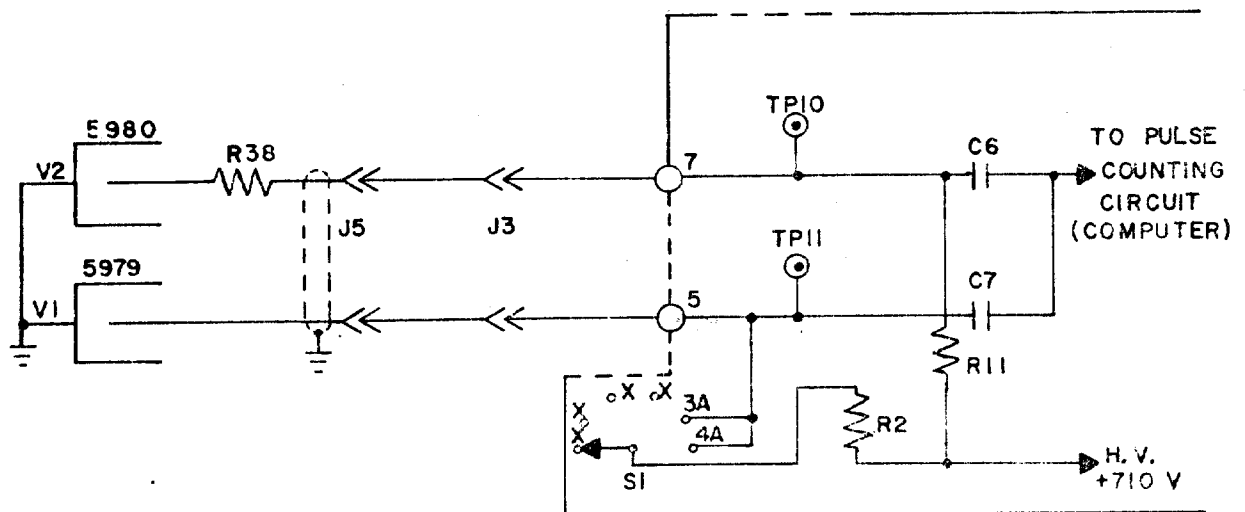 TP10
5980
C6
TO PULSE
COUNTING
CIRCUIT
(COMPUTER)
V2
R38
7
J5
J3
TP11
5979
C7
V1
5
R11
X X
3A
X
X
4A
R2
S1
H. V.
+710 V